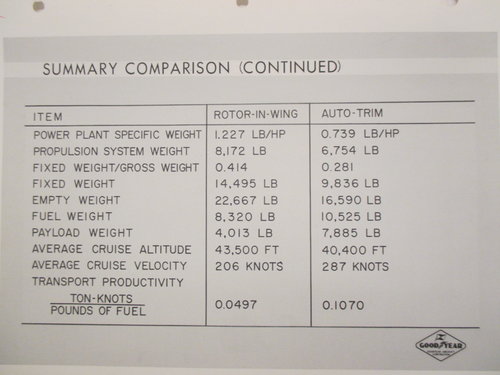 SUMMARY COMPARISON (CONTINUED)
ITEM ROTOR-IN-WING AUTO-TRIM
POWER PLANT SPECIFIC WEIGHT 1.227 LB/HP 0.739 LB/HP
PROPULSION SYSTEM WEIGHT 8,172 LB 6,754 LB
FIXED WEIGHT/GROSS WEIGHT 0.414 0.281
FIXED WEIGHT 14,495 LB 9,836 LB
EMPTY WEIGHT 22,667 LB 16,590 LB
FUEL WEIGHT 8,320 LB 10,525 LB
PAYLOAD WEIGHT 4,013 LB 7,885 LB
AVERAGE CRUISE ALTITUDE 43,500 FT 40,400 FT
AVERAGE CRUISE VELOCITY 206 KNOTS 287 KNOTS
TRANSPORT PRODUCTIVITY
TON-KNOTS
POUNDS OF FUEL 0.0497 0.1070
GOODYEAR